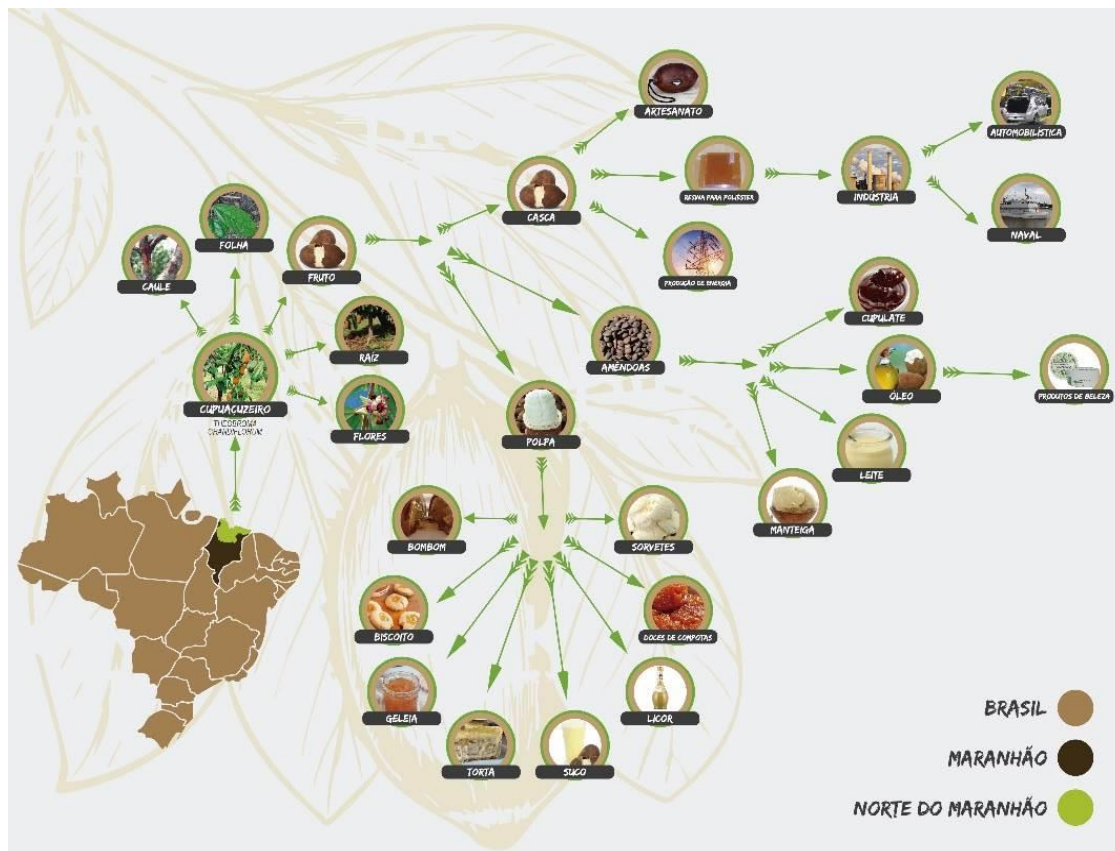 ARTESANATO
AUTOMOBILÍSTICA
CASCA
RESINA PARA POLIÉSTER
INDÚSTRIA
NAVAL
FOLHA
CAULE
FRUTO
PRODUÇÃO DE ENERGIA
CUPULATE
RAÍZ
AMÊNDOAS
CUPUAÇUZEIRO
THEOBROMA
GRANDIFLORUM
ÓLEO
PRODUTOS DE BELEZA
FLORES
POLPA
LEITE
MANTEIGA
BOMBOM
SORVETES
BISCOITO
DOCES DE COMPOTAS
GELEIA
LICOR
TORTA
SUCO
BRASIL
MARANHÃO
NORTE DO MARANHÃO